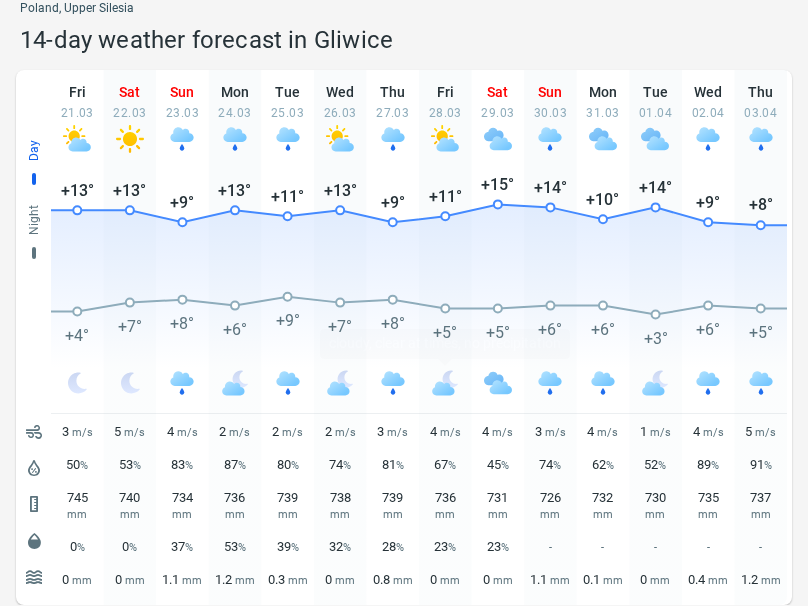 Poland, Upper Silesia
14-day weather forecast in Gliwice
Fri Sat Sun Mon Tue Wed Thu Fri Sat Sun Mon Tue Wed Thu
21.03 22.03 23.03 24.03 25.03 26.03 27.03 28.03 29.03 30.03 31.03 01.04 02.04 03.04
Day
+13° +13° +9° +13° +11° +13° +9° +11° +15° +14° +10° +14° +9° +8°
Night
+4° +7° +8° +6° +9° +7° +8° +5° +5° +6° +6° +3° +6° +5°
3 m/s 5 m/s 4 m/s 2 m/s 2 m/s 2 m/s 3 m/s 4 m/s 4 m/s 3 m/s 4 m/s 1 m/s 4 m/s 5 m/s
50% 53% 83% 87% 80% 74% 81% 67% 45% 74% 62% 52% 89% 91%
745 740 734 736 739 738 739 736 731 726 732 730 735 737
mm mm mm mm mm mm mm mm mm mm mm mm mm mm
0% 0% 37% 53% 39% 32% 28% 23% 23% - - - - -
0 mm 0 mm 1.1 mm 1.2 mm 0.3 mm 0 mm 0.8 mm 0 mm 0 mm 1.1 mm 0.1 mm 0 mm 0.4 mm 1.2 mm